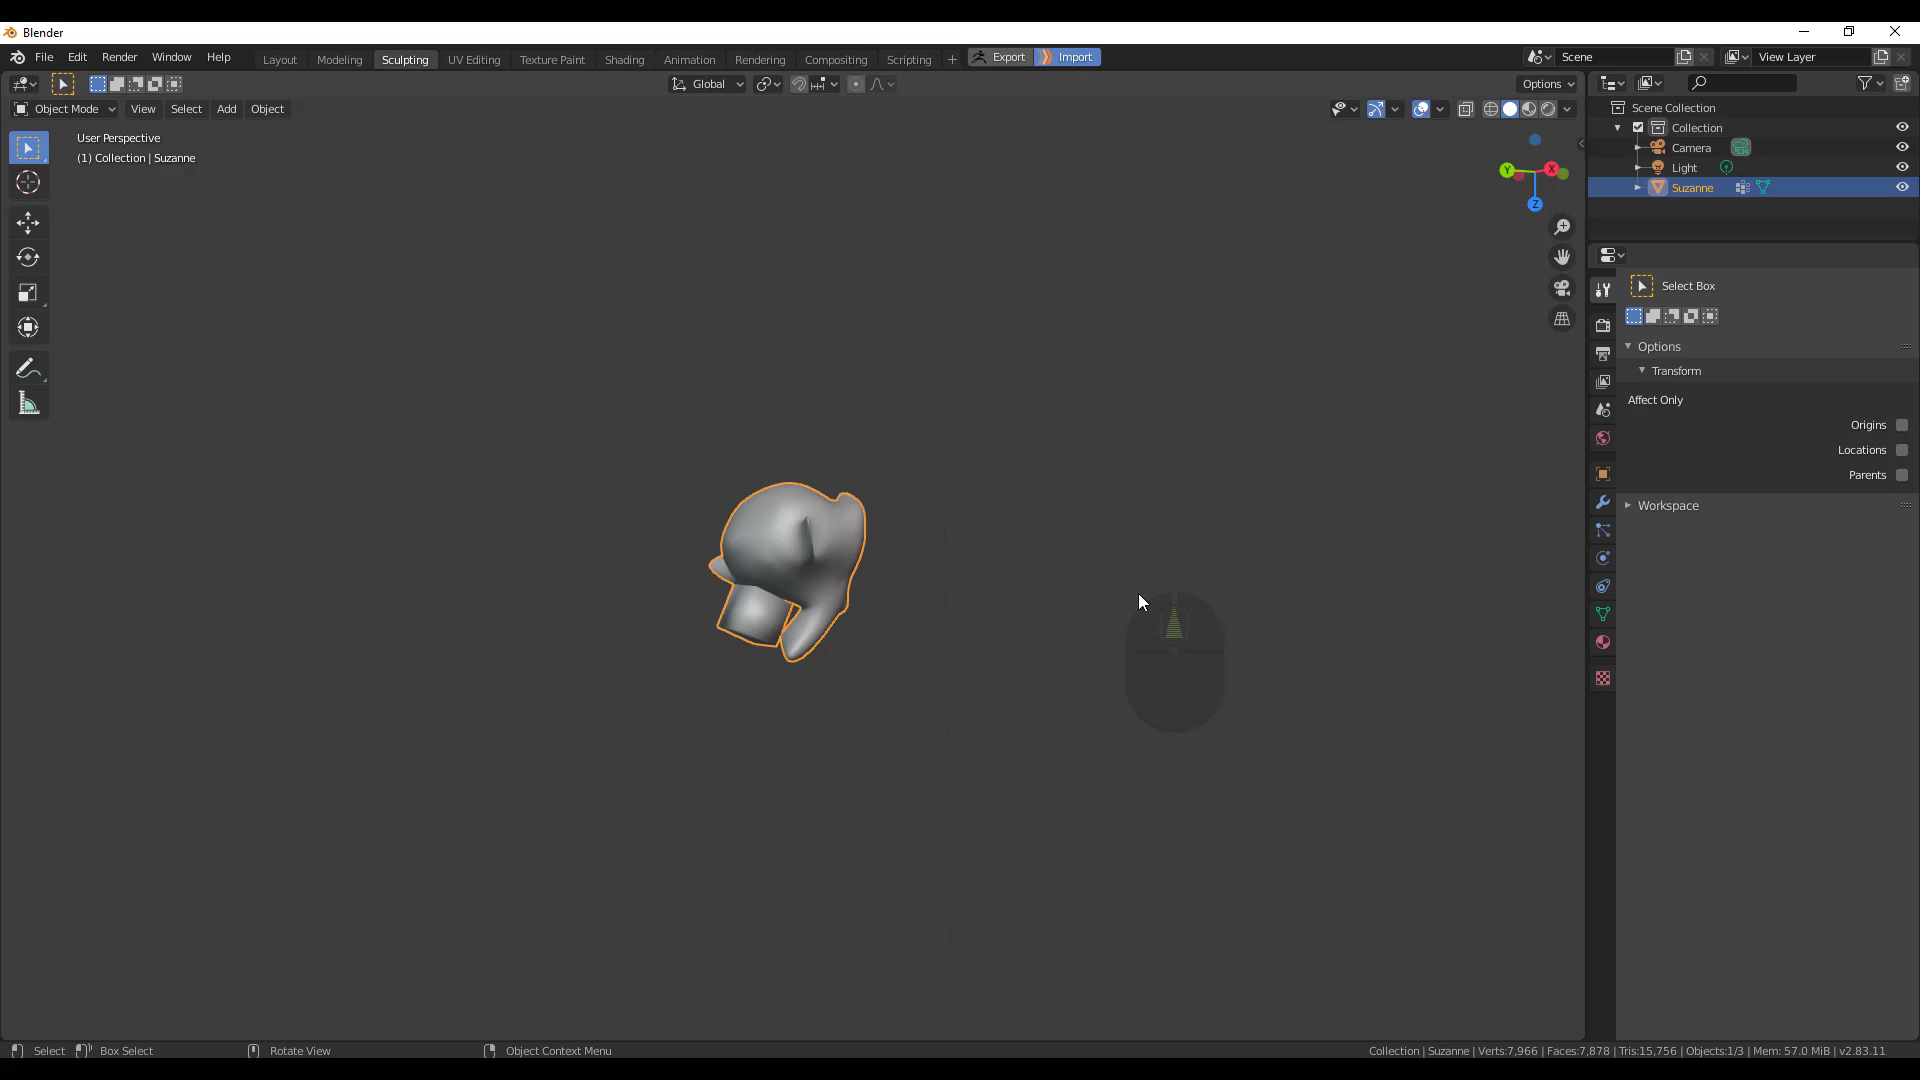 Blender
File Edit Render Window Help Layout Modeling Sculpting UV Editing Texture Paint Shading Animation Rendering Compositing Scripting + Export Import Scene View Layer
Global Options
Object Mode View Select Add Object
User Perspective
(1) Collection | Suzanne
Y X
Z
Scene Collection
Collection
Camera
Light
Suzanne
Select Box
Options
Transform
Affect Only
Origins
Locations
Parents
Workspace
Select Box Select Rotate View Object Context Menu Collection | Suzanne | Verts:7,966 | Faces:7,878 | Tris:15,756 | Objects:1/3 | Mem: 57.0 MiB | v2.83.11